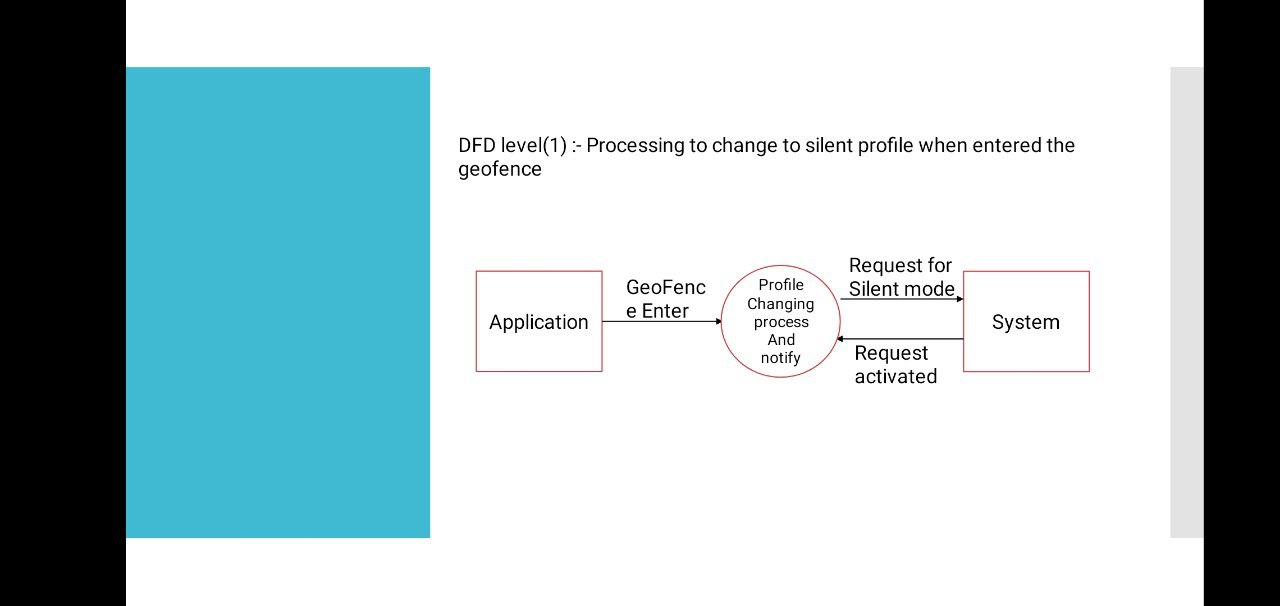 DFD level(1) :- Processing to change to silent profile when entered the
geofence
Application
GeoFenc
e Enter
Profile
Changing
process
And
notify
Request for
Silent mode
Request
activated
System